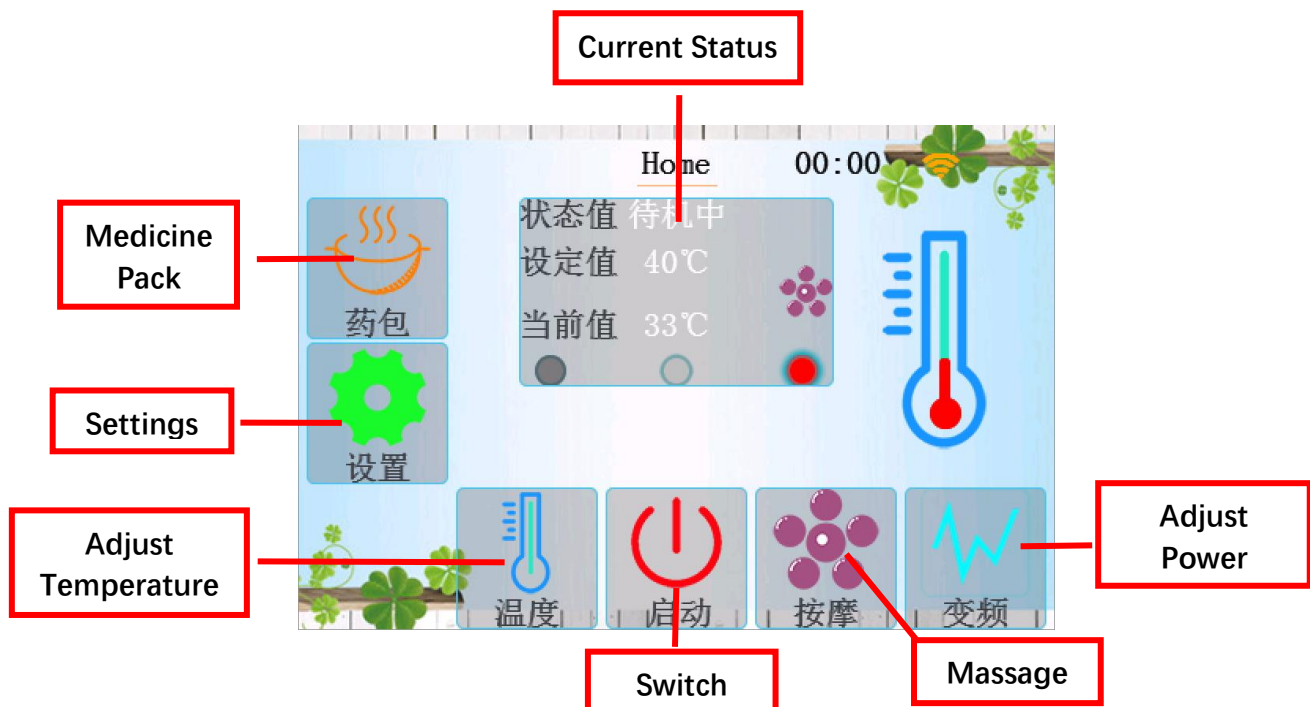 Current Status
Home
00:00
Medicine
Pack
状态值 待机中
设定值 40℃
当前值 33℃
药包
Settings
设置
Adjust
Temperature
Adjust
Power
温度
启动
按摩
变频
Switch
Massage